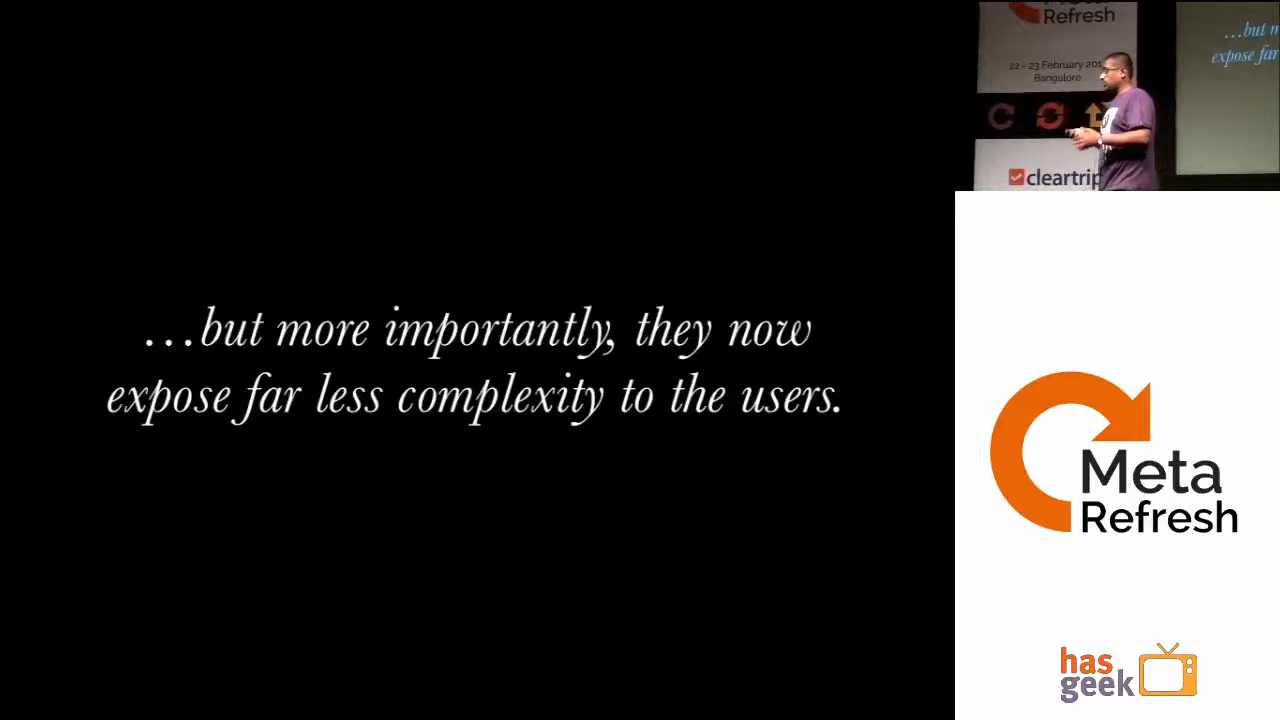 …but more importantly, they now
expose far less complexity to the users.
Refresh
22 - 23 February 201
Bangalore
cleartrip
…but
expose far
Meta
Refresh
has
geek